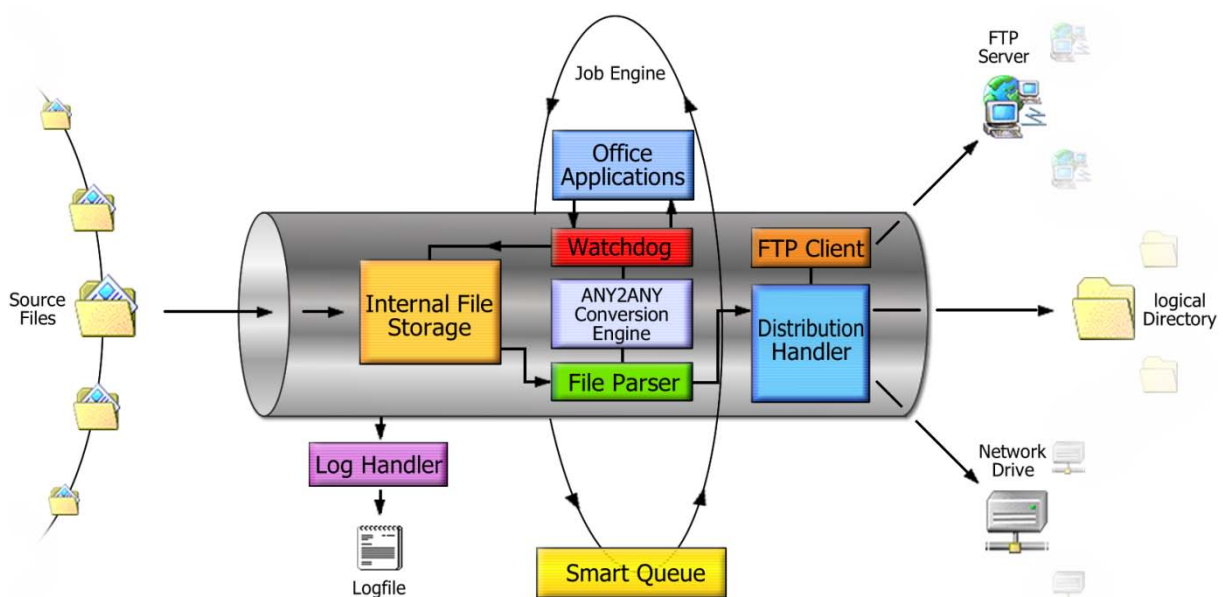 FTP
Server
Job Engine
Office
Applications
Watchdog
FTP Client
Source
Files
Internal File
Storage
ANY2ANY
Conversion
Engine
Distribution
Handler
logical
Directory
File Parser
Log Handler
Network
Drive
Smart Queue
Logfile